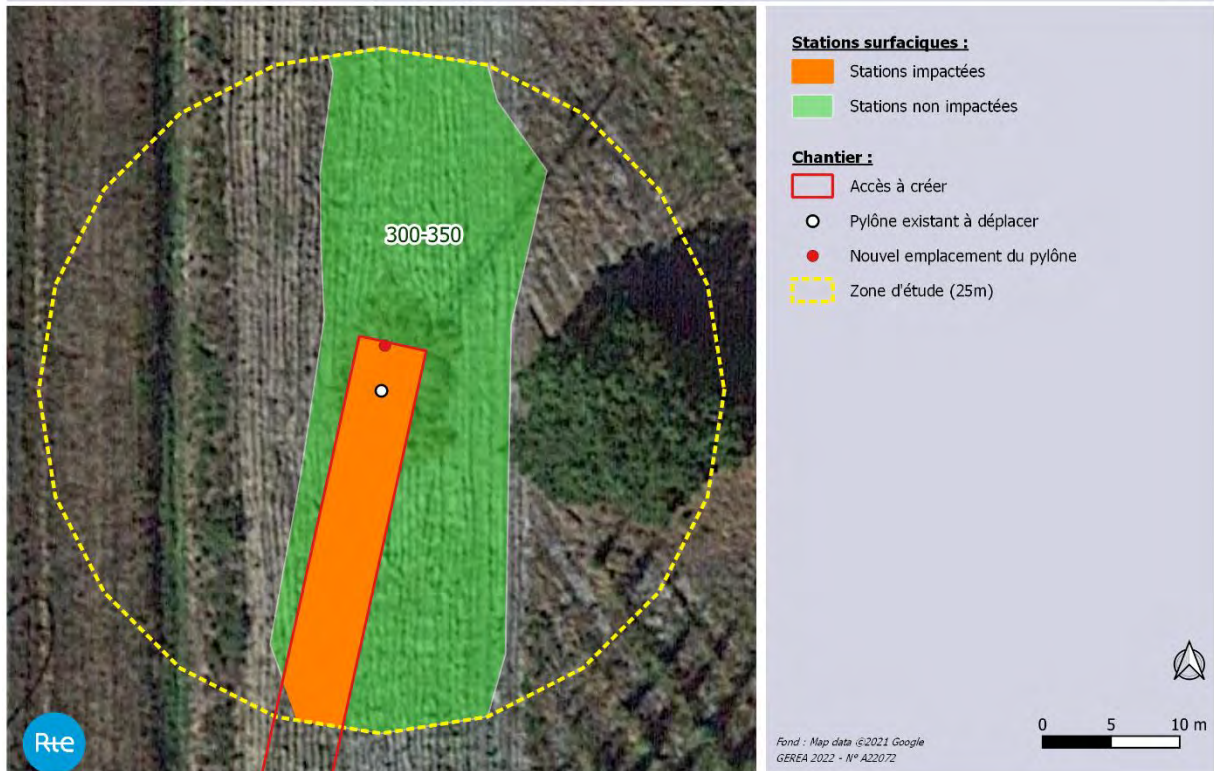 300-350
Rte
Stations surfaciques :
Stations impactées
Stations non impactées
Chantier :
Accès à créer
Pylône existant à déplacer
Nouvel emplacement du pylône
Zone d'étude (25m)
0 5 10 m
Fond : Map data @2021 Google
GEREA 2022 - N° A22072